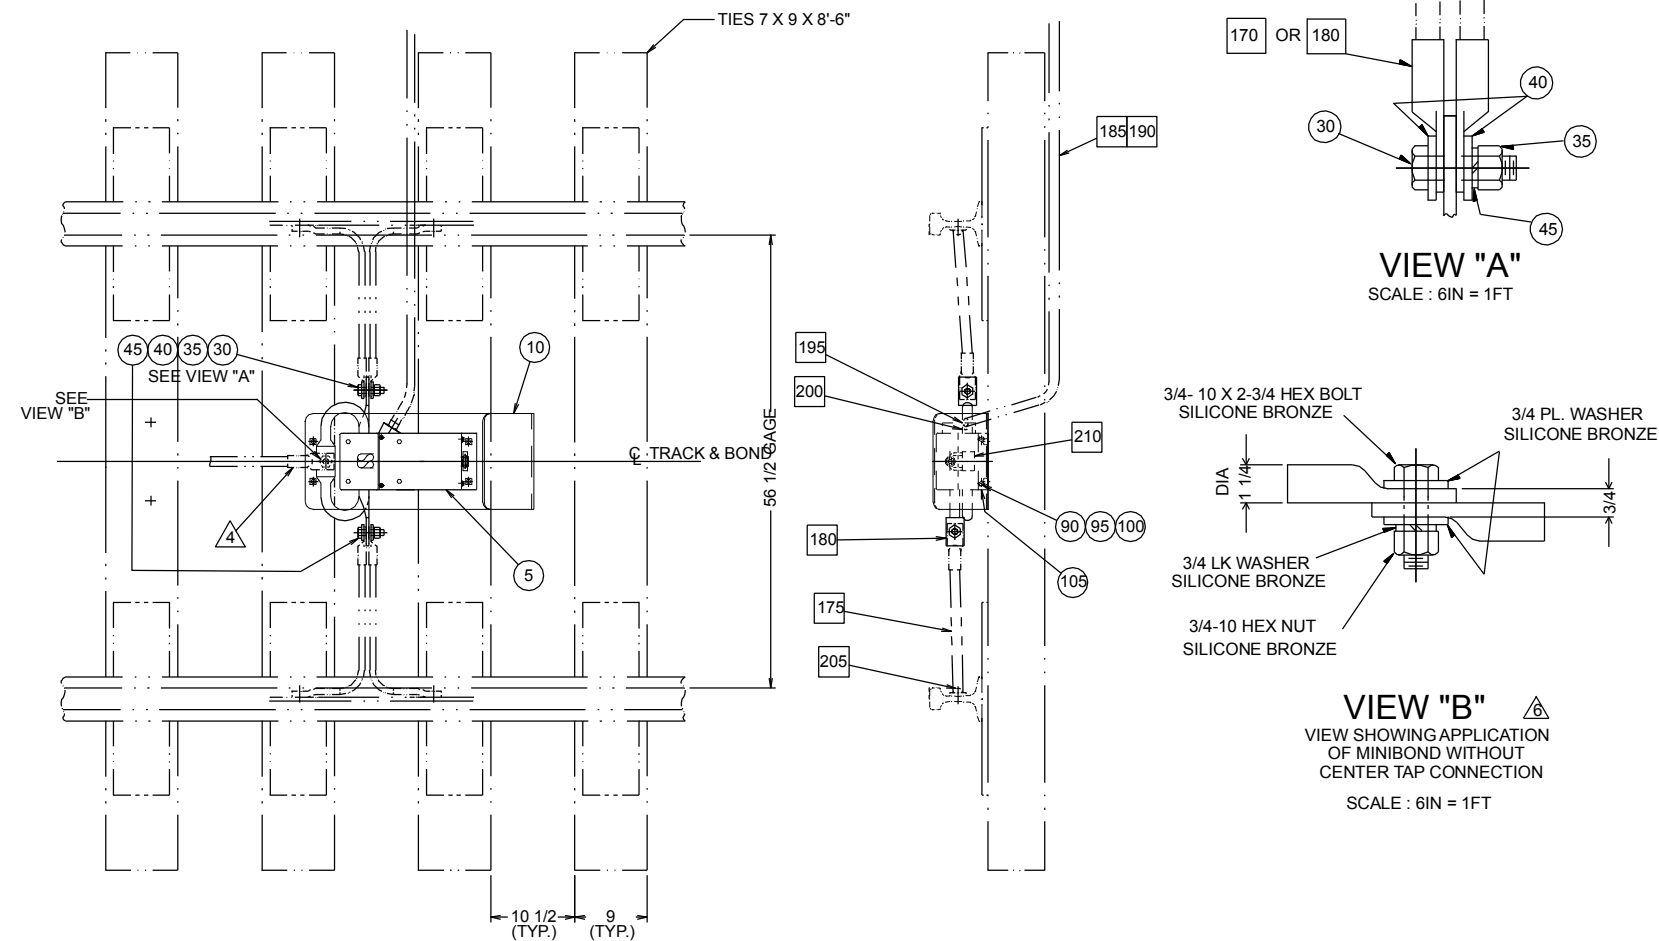 TIES 7 X 9 X 8'-6"
45 40 35 30
SEE VIEW "A"
SEE
VIEW "B"
10
℄ TRACK & BOND
56 1/2 GAGE
4
5
10 1/2
(TYP.)
9
(TYP.)
185 190
195
200
210
180
90 95 100
105
175
205
170 OR 180
40
30
35
45
VIEW "A"
SCALE : 6IN = 1FT
3/4- 10 X 2-3/4 HEX BOLT
SILICONE BRONZE
3/4 PL. WASHER
SILICONE BRONZE
DIA
1 1/4
3/4
3/4 LK WASHER
SILICONE BRONZE
3/4-10 HEX NUT
SILICONE BRONZE
VIEW "B"
6
VIEW SHOWING APPLICATION
OF MINIBOND WITHOUT
CENTER TAP CONNECTION
SCALE : 6IN = 1FT